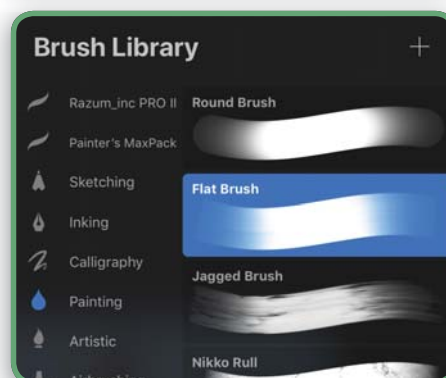 Brush Library
Razum_inc PRO II
Painter's MaxPack
Sketching
Inking
Calligraphy
Painting
Artistic
Round Brush
Flat Brush
Jagged Brush
Nikko Rull